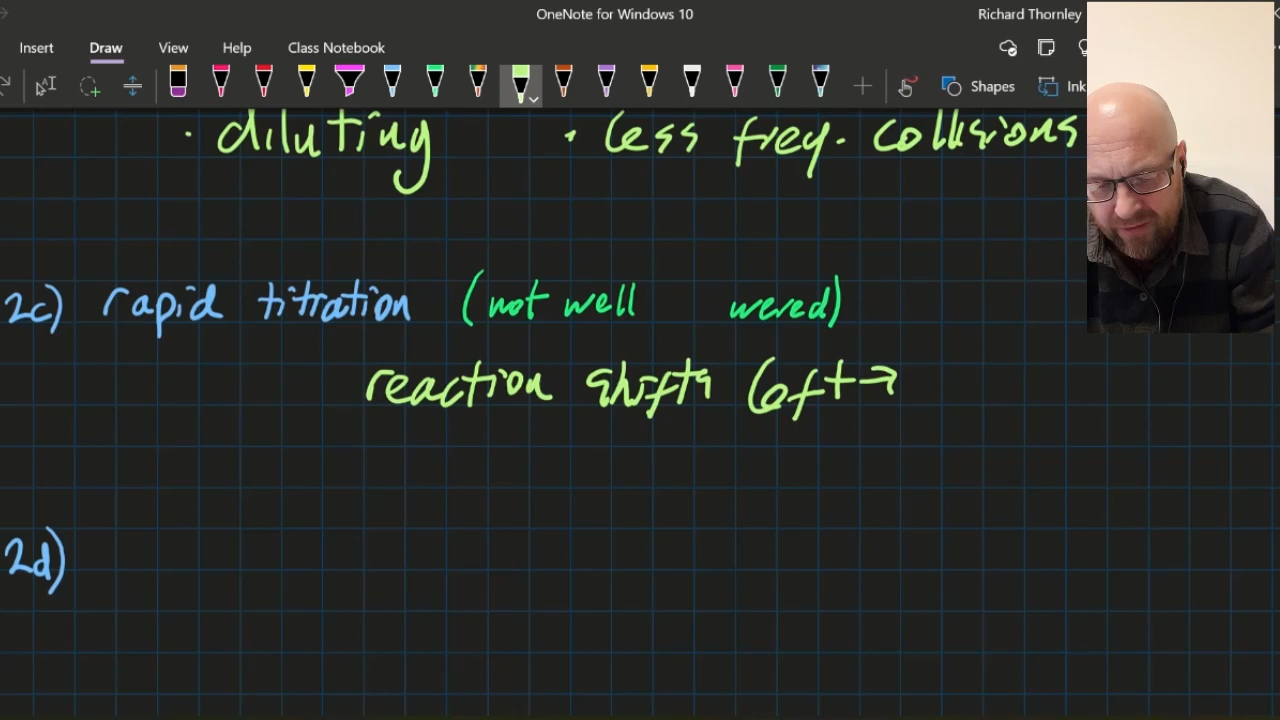 OneNote for Windows 10
Richard Thornley
Insert Draw View Help Class Notebook
Shapes Ink
· diluting · less freq. collisions
2c) rapid titration (not well wered)
reaction shifts left →
2d)